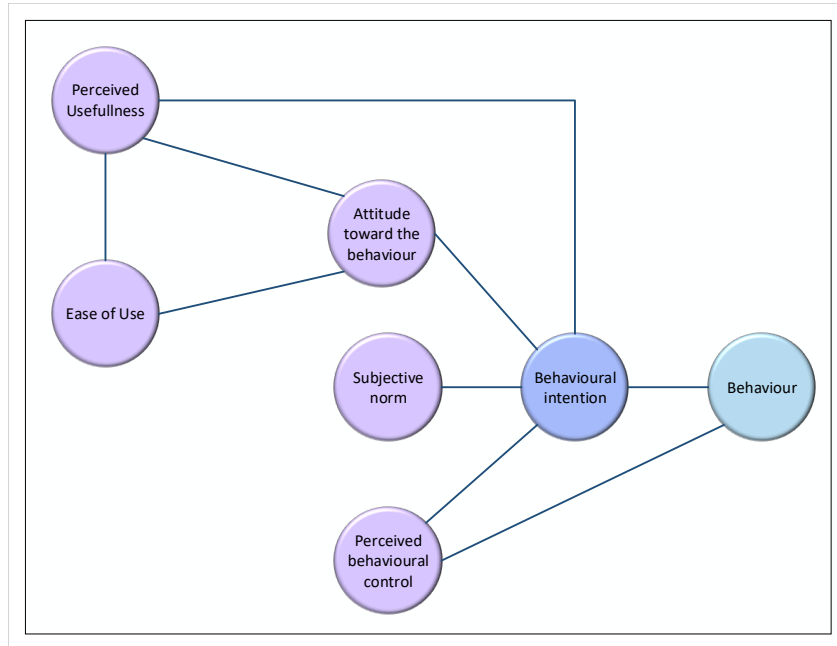 Perceived
Usefullness
Attitude
toward the
behaviour
Ease of Use
Subjective
norm
Behavioural
intention
Behaviour
Perceived
behavioural
control